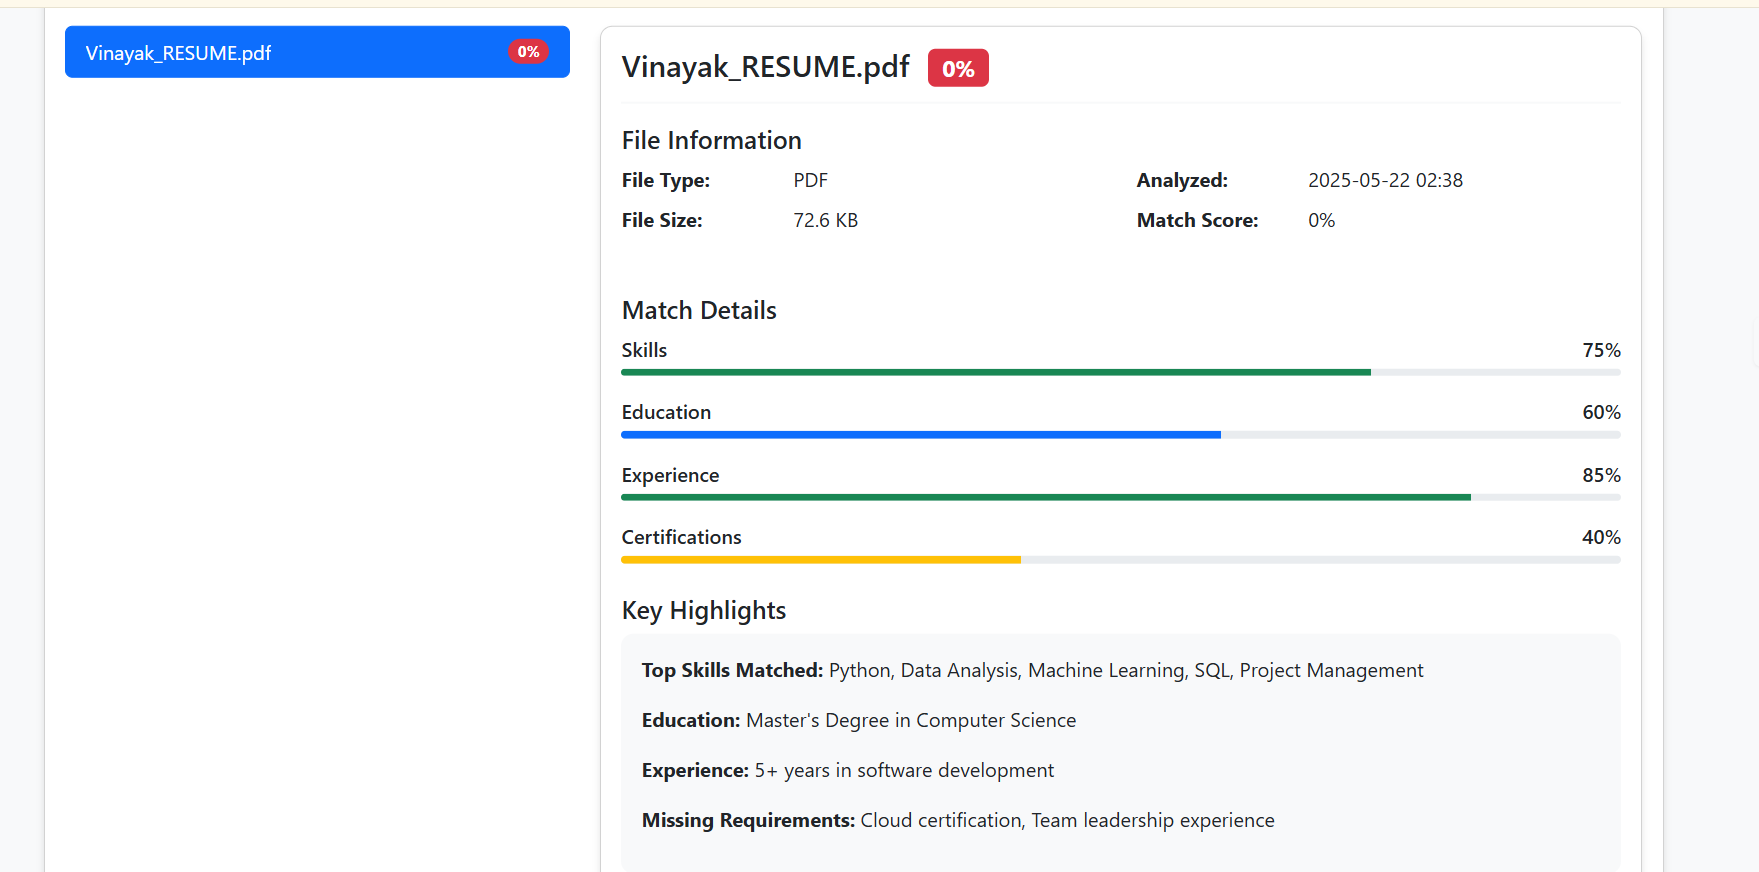 Vinayak_RESUME.pdf 0%
Vinayak_RESUME.pdf 0%
File Information
File Type: PDF Analyzed: 2025-05-22 02:38
File Size: 72.6 KB Match Score: 0%
Match Details
Skills 75%
Education 60%
Experience 85%
Certifications 40%
Key Highlights
Top Skills Matched: Python, Data Analysis, Machine Learning, SQL, Project Management
Education: Master's Degree in Computer Science
Experience: 5+ years in software development
Missing Requirements: Cloud certification, Team leadership experience